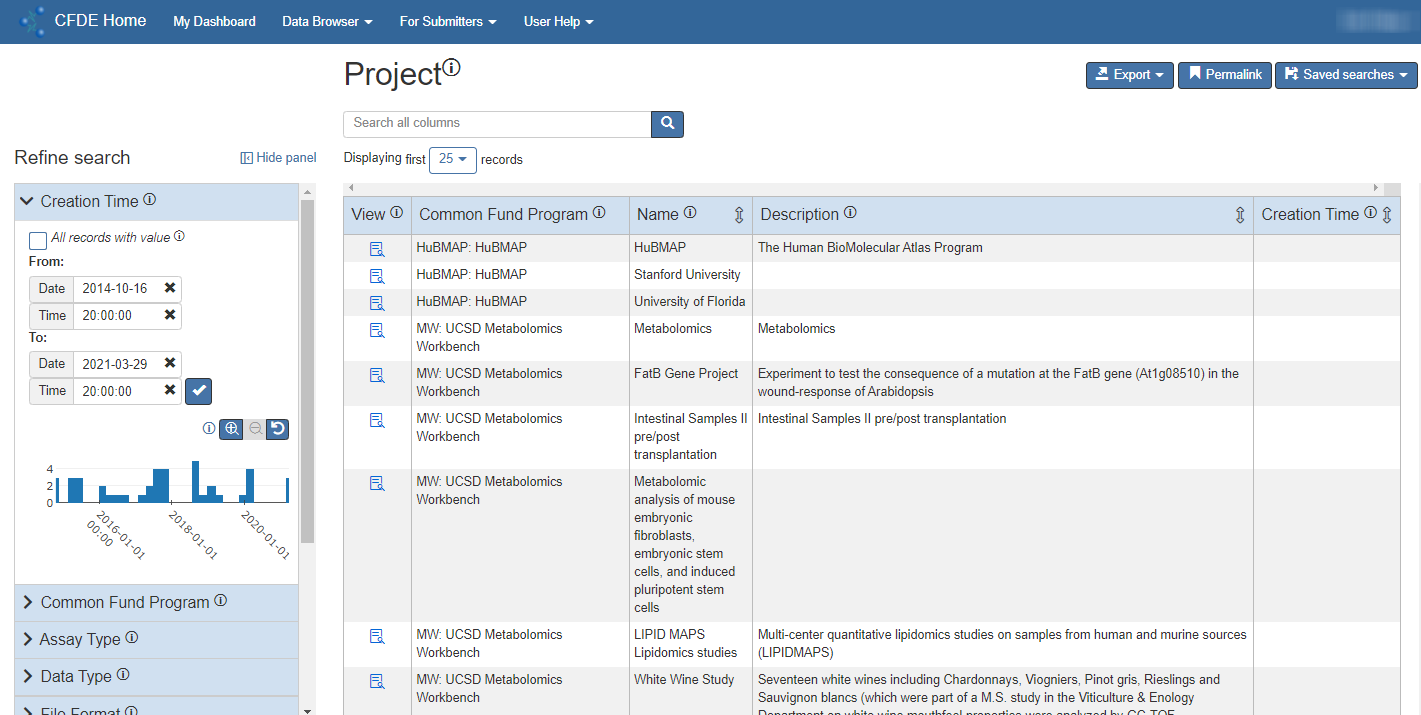 CFDE Home My Dashboard Data Browser For Submitters User Help
Project
Export Permalink Saved searches
Search all columns
Displaying first 25 records
Refine search Hide panel
Creation Time
All records with value
From:
Date 2014-10-16
Time 20:00:00
To:
Date 2021-03-29
Time 20:00:00
4
2
0
2016-01-01
00:00
2018-01-01
2020-01-01
Common Fund Program
Assay Type
Data Type
File Format
View Common Fund Program Name Description Creation Time
HuBMAP: HuBMAP HuBMAP The Human BioMolecular Atlas Program
HuBMAP: HuBMAP Stanford University
HuBMAP: HuBMAP University of Florida
MW: UCSD Metabolomics Metabolomics Metabolomics
Workbench
MW: UCSD Metabolomics FatB Gene Project Experiment to test the consequence of a mutation at the FatB gene (At1g08510) in the
Workbench wound-response of Arabidopsis
MW: UCSD Metabolomics Intestinal Samples II Intestinal Samples II pre/post transplantation
Workbench pre/post
transplantation
MW: UCSD Metabolomics Metabolomic
Workbench analysis of mouse
embryonic
fibroblasts,
embryonic stem
cells, and induced
pluripotent stem
cells
MW: UCSD Metabolomics LIPID MAPS Multi-center quantitative lipidomics studies on samples from human and murine sources
Workbench Lipidomics studies (LIPIDMAPS)
MW: UCSD Metabolomics White Wine Study Seventeen white wines including Chardonnays, Viogniers, Pinot gris, Rieslings and
Workbench Sauvignon blancs (which were part of a M.S. study in the Viticulture & Enology
Department on white wine mouthfeel properties were analyzed by GC-TOF